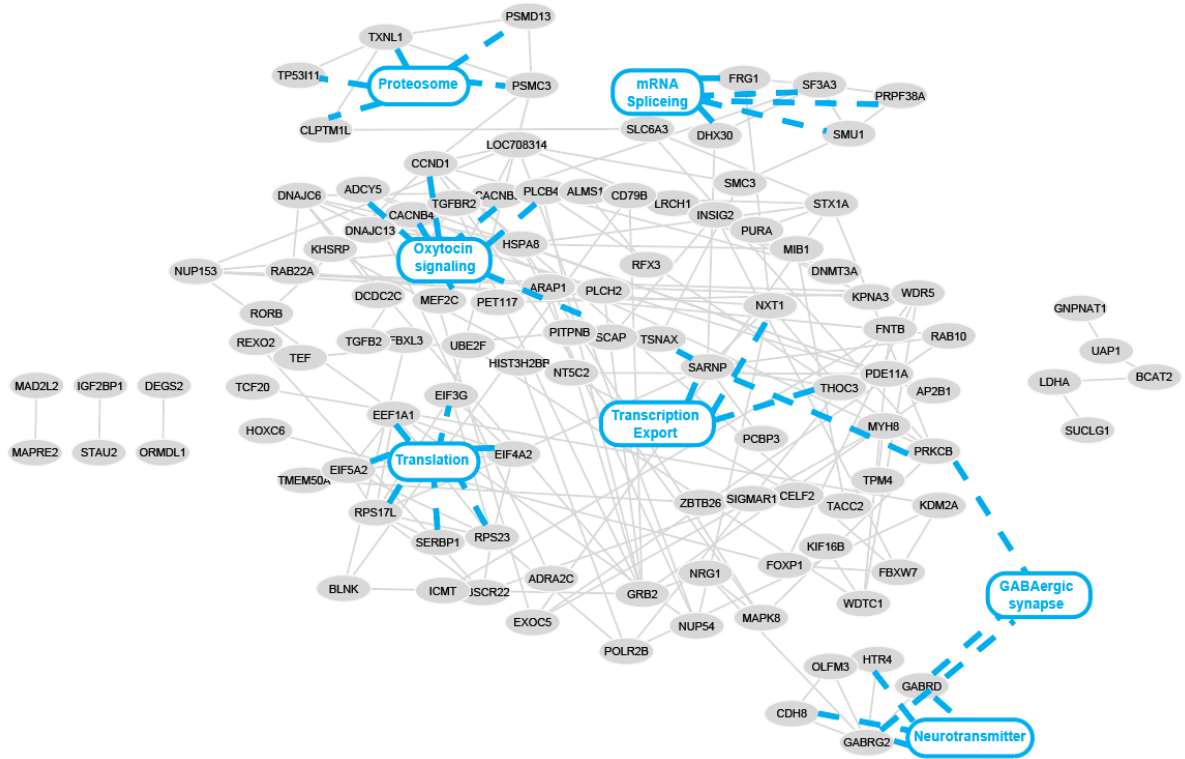 PSMD13
TXNL1
TP53I11
Proteosome
PSMC3
CLPTM1L
mRNA
Spliceing
FRG1
SF3A3
PRPF38A
SLC6A3
DHX30
SMU1
LOC708314
CCND1
SMC3
DNAJC6
ADCY5
TGFBR2
CACNB
PLCB4
ALMS1
CD79B
LRCH1
STX1A
CACNB4
INSIG2
DNAJC13
PURA
KHSRP
Oxytocin
signaling
HSPA8
MIB1
NUP153
RAB22A
RFX3
DNMT3A
DCDC2C
MEF2C
PET117
ARAP1
PLCH2
NXT1
KPNA3
WDR5
GNPNAT1
RORB
FNTB
REXO2
TGFB2
FBXL3
UBE2F
PITPNB
SCAP
TSNAX
RAB10
UAP1
TEF
HIST3H2BB
NT5C2
SARNP
PDE11A
BCAT2
MAD2L2
IGF2BP1
DEGS2
TCF20
EIF3G
THOC3
AP2B1
LDHA
EEF1A1
Transcription
Export
HOXC6
MYH8
SUCLG1
MAPRE2
STAU2
ORMDL1
Translation
EIF4A2
PCBP3
PRKCB
TMEM50A
EIF5A2
TPM4
RPS17L
ZBTB26
SIGMAR1
CELF2
TACC2
KDM2A
SERBP1
RPS23
KIF16B
BLNK
ICMT
JSCR22
ADRA2C
GRB2
NRG1
FOXP1
FBXW7
GABAergic
synapse
EXOC5
NUP54
MAPK8
WDTC1
POLR2B
OLFM3
HTR4
GABRD
CDH8
GABRG2
Neurotransmitter